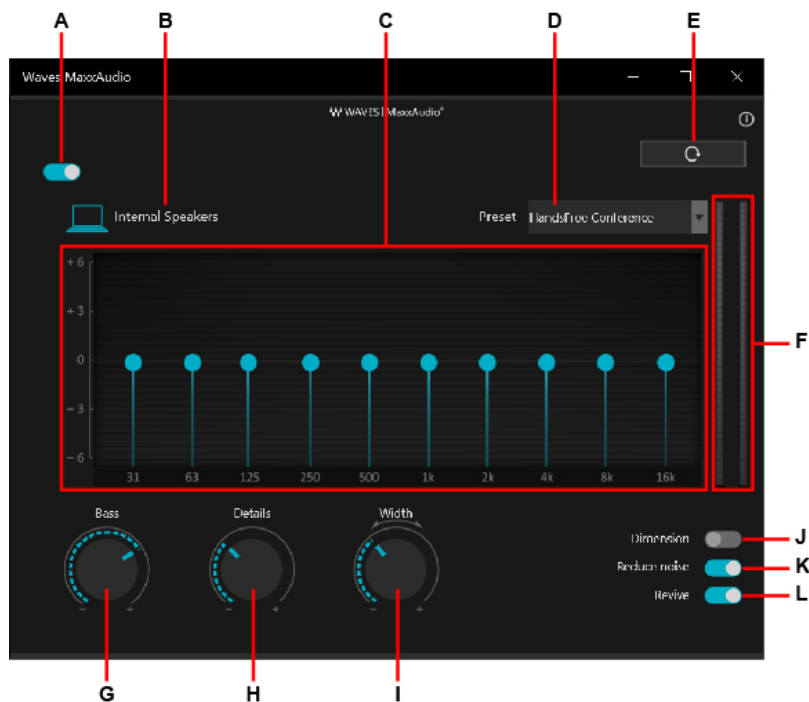 A B C D E
Waves MaxxAudio
WAVES | MaxxAudio®
Internal Speakers
Preset HandsFree Conference
+ 6
+ 3
0
F
- 3
- 6
31 63 125 250 500 1k 2k 4k 8k 16k
Bass Details Width
Dimension J
Reduce noise K
Revive L
- + - + - +
G H I